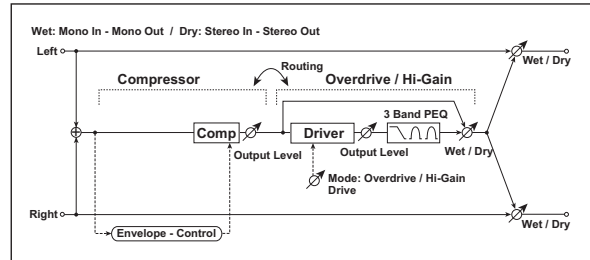 Wet: Mono In - Mono Out / Dry: Stereo In - Stereo Out
Left
Wet / Dry
Routing
Compressor
Overdrive / Hi-Gain
3 Band PEQ
Comp
Driver
Output Level
Output Level
Wet / Dry
Mode: Overdrive / Hi-Gain
Drive
Right
Wet / Dry
Envelope - Control